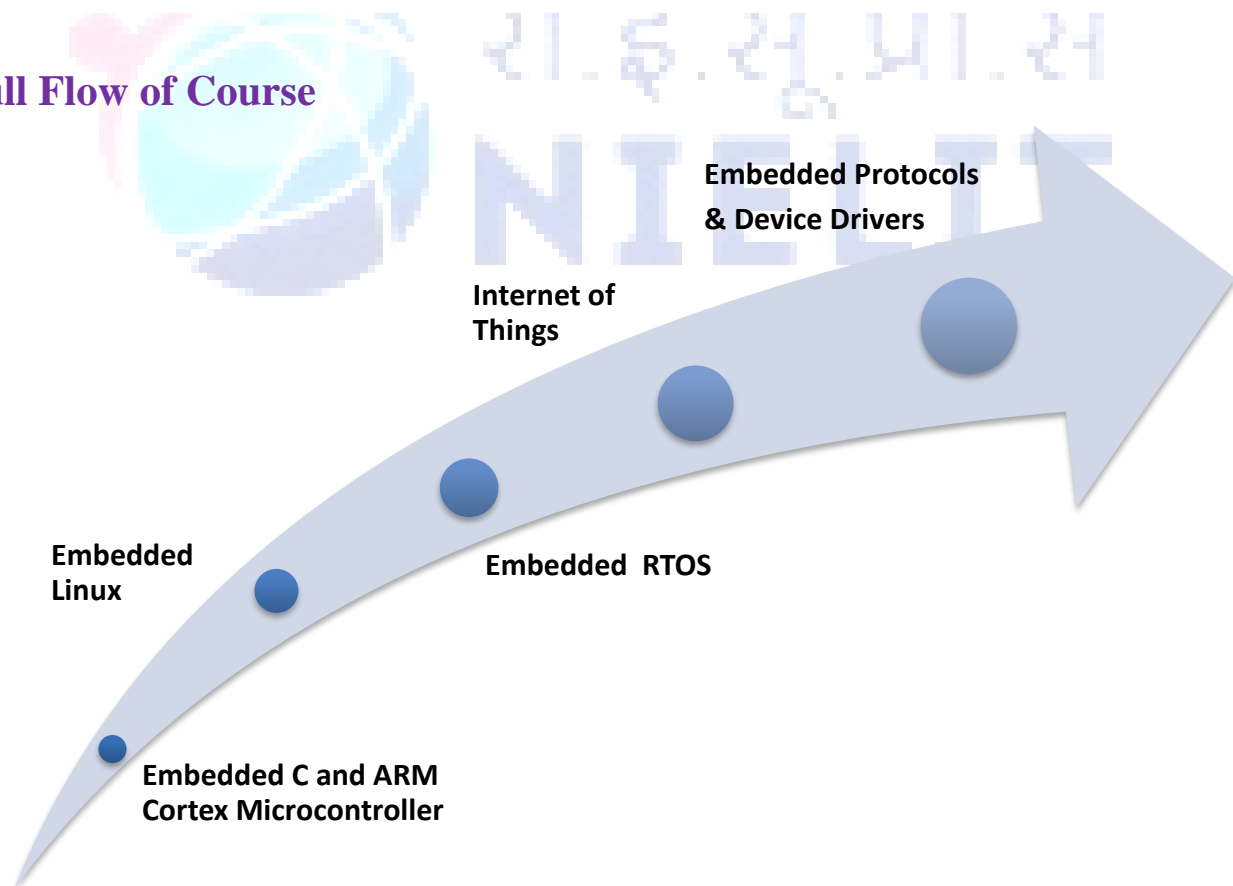 रा.इ.सू.प्रा.सं
ll Flow of Course
NIELIT
Embedded Protocols
& Device Drivers
Internet of
Things
Embedded
Linux
Embedded RTOS
Embedded C and ARM
Cortex Microcontroller